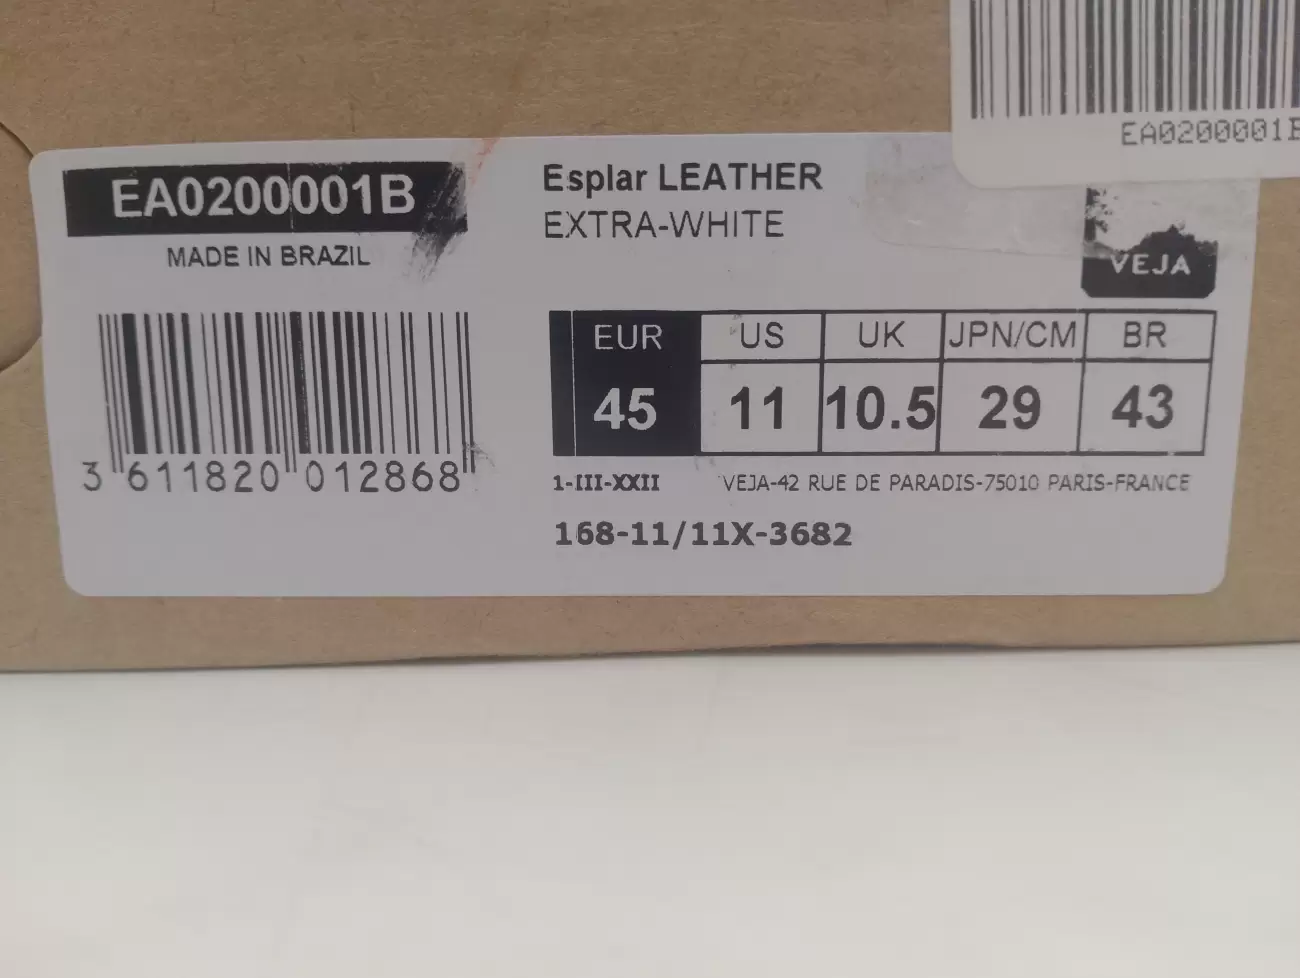 EA0200001B
EA0200001B
MADE IN BRAZIL
Esplar LEATHER
EXTRA-WHITE
VEJA
3 611820 012868
EUR US UK JPN/CM BR
45 11 10.5 29 43
1-III-XXII VEJA-42 RUE DE PARADIS-75010 PARIS-FRANCE
168-11/11X-3682